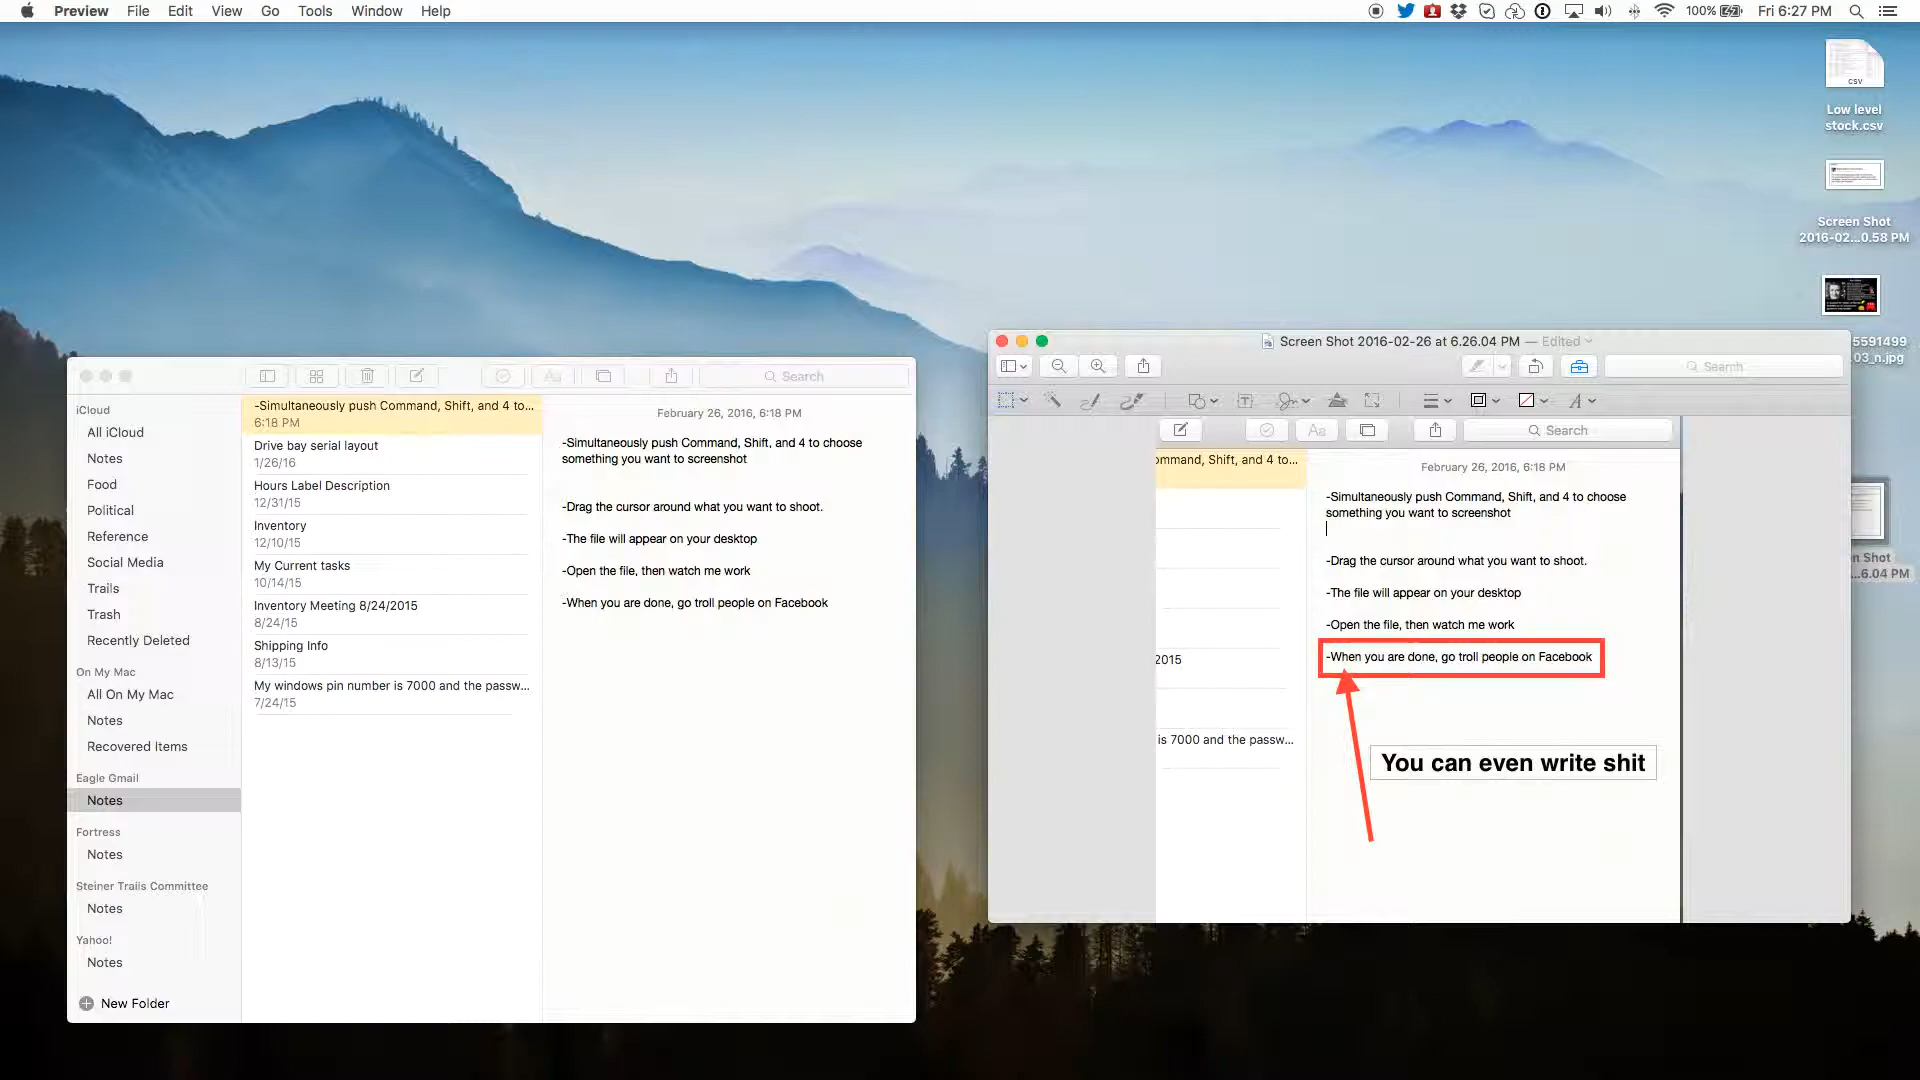 Preview File Edit View Go Tools Window Help
100% Fri 6:27 PM
CSV
Low level
stock.csv
Screen Shot
2016-02...0.58 PM
5591499
03_n.jpg
n Shot
...6.04 PM
Search
iCloud
All iCloud
Notes
Food
Political
Reference
Social Media
Trails
Trash
Recently Deleted
On My Mac
All On My Mac
Notes
Recovered Items
Eagle Gmail
Notes
Fortress
Notes
Steiner Trails Committee
Notes
Yahoo!
Notes
New Folder
-Simultaneously push Command, Shift, and 4 to...
6:18 PM
Drive bay serial layout
1/26/16
Hours Label Description
12/31/15
Inventory
12/10/15
My Current tasks
10/14/15
Inventory Meeting 8/24/2015
8/24/15
Shipping Info
8/13/15
My windows pin number is 7000 and the passw...
7/24/15
February 26, 2016, 6:18 PM
-Simultaneously push Command, Shift, and 4 to choose
something you want to screenshot
-Drag the cursor around what you want to shoot.
-The file will appear on your desktop
-Open the file, then watch me work
-When you are done, go troll people on Facebook
Screen Shot 2016-02-26 at 6.26.04 PM — Edited
Search
Aa Search
ommand, Shift, and 4 to...
2015
is 7000 and the passw...
February 26, 2016, 6:18 PM
-Simultaneously push Command, Shift, and 4 to choose
something you want to screenshot
-Drag the cursor around what you want to shoot.
-The file will appear on your desktop
-Open the file, then watch me work
-When you are done, go troll people on Facebook
You can even write shit